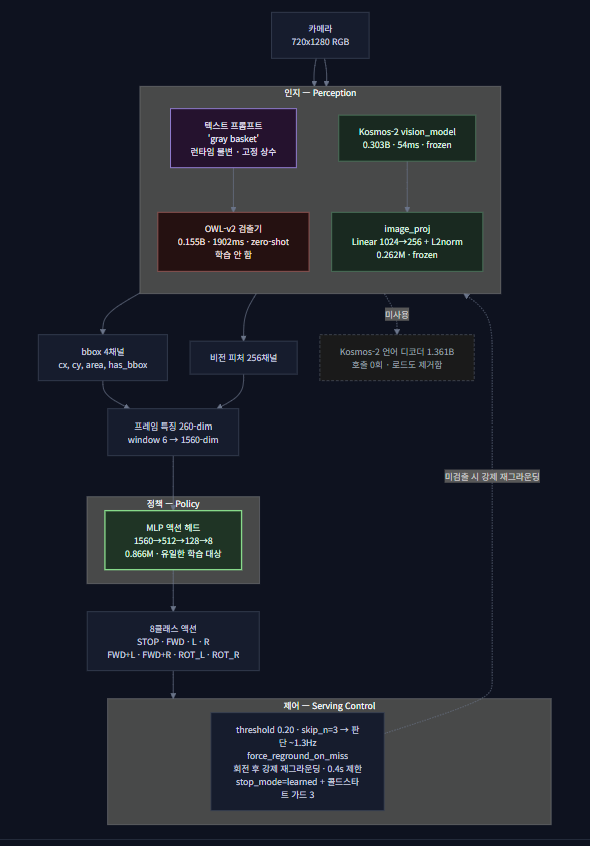 카메라
720x1280 RGB
인지 — Perception
텍스트 프롬프트
'gray basket'
런타임 불변 · 고정 상수
Kosmos-2 vision_model
0.303B · 54ms · frozen
OWL-v2 검출기
0.155B · 1902ms · zero-shot
학습 안 함
image_proj
Linear 1024→256 + L2norm
0.262M · frozen
미사용
bbox 4채널
cx, cy, area, has_bbox
비전 피처 256채널
Kosmos-2 언어 디코더 1.361B
호출 0회 · 로드도 제거함
프레임 특징 260-dim
window 6 → 1560-dim
미검출 시 강제 재그라운딩
정책 — Policy
MLP 액션 헤드
1560→512→128→8
0.866M · 유일한 학습 대상
8클래스 액션
STOP · FWD · L · R
FWD+L · FWD+R · ROT_L · ROT_R
제어 — Serving Control
threshold 0.20 · skip_n=3 → 판
단 ~1.3Hz
force_reground_on_miss
회전 후 강제 재그라운딩 · 0.4s 제한
stop_mode=learned + 콜드스타
트 가드 3